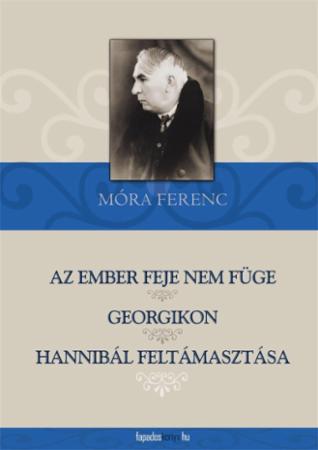 MÓRA FERENC
AZ EMBER FEJE NEM FÜGE
GEORGIKON
HANNIBÁL FELTÁMASZTÁSA
fapadoskonyv.hu